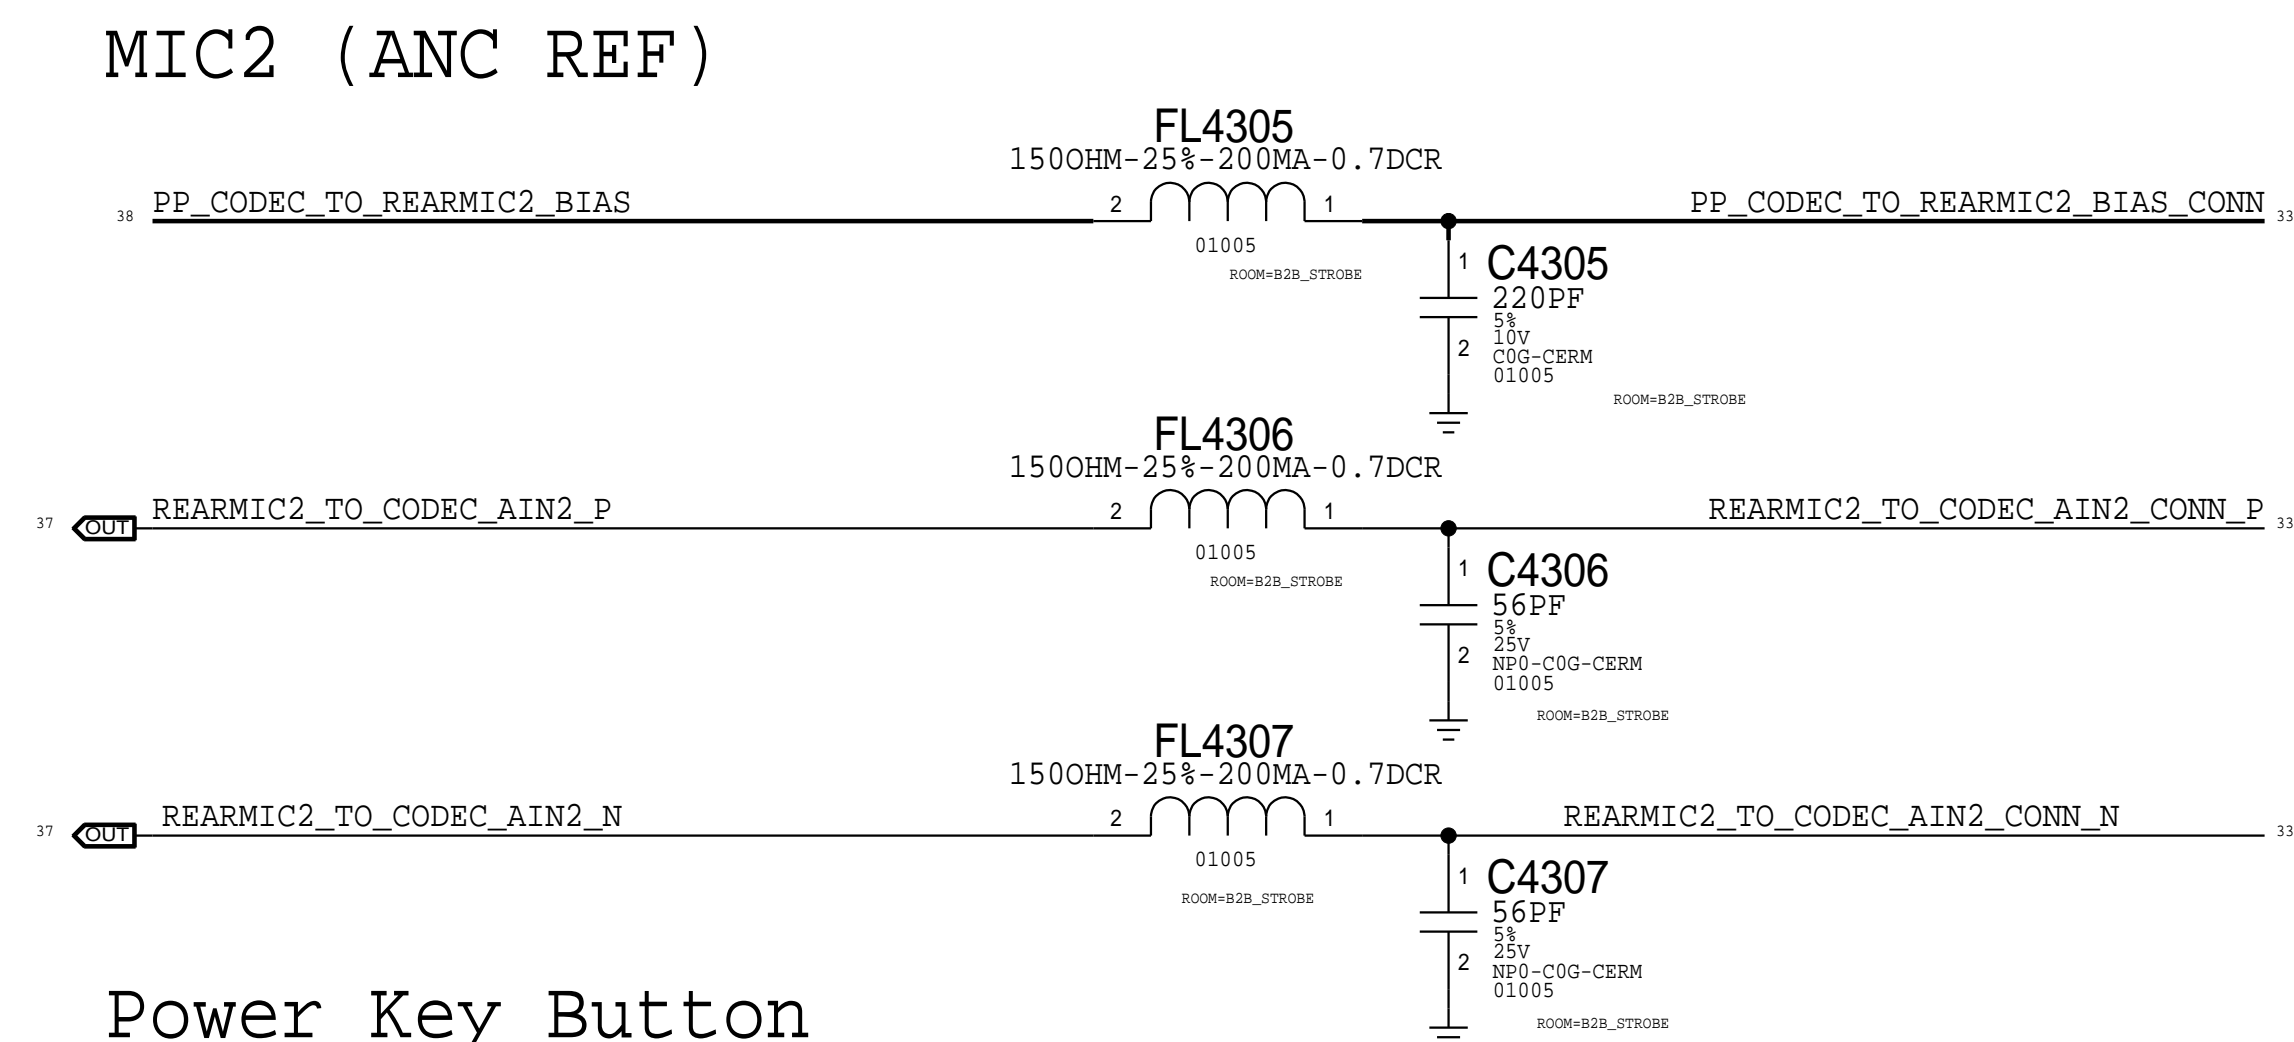 MIC2 (ANC REF)
FL4305
150OHM-25%-200MA-0.7DCR
38 PP_CODEC_TO_REARMIC2_BIAS 2 1 PP_CODEC_TO_REARMIC2_BIAS_CONN 33
01005
ROOM=B2B_STROBE
1 C4305
220PF
5%
10V
2 C0G-CERM
01005
ROOM=B2B_STROBE
FL4306
150OHM-25%-200MA-0.7DCR
37 OUT REARMIC2_TO_CODEC_AIN2_P 2 1 REARMIC2_TO_CODEC_AIN2_CONN_P 33
01005
ROOM=B2B_STROBE
1 C4306
56PF
5%
25V
2 NP0-C0G-CERM
01005
ROOM=B2B_STROBE
FL4307
150OHM-25%-200MA-0.7DCR
37 OUT REARMIC2_TO_CODEC_AIN2_N 2 1 REARMIC2_TO_CODEC_AIN2_CONN_N 33
01005
ROOM=B2B_STROBE
1 C4307
56PF
5%
25V
2 NP0-C0G-CERM
01005
ROOM=B2B_STROBE
Power Key Button